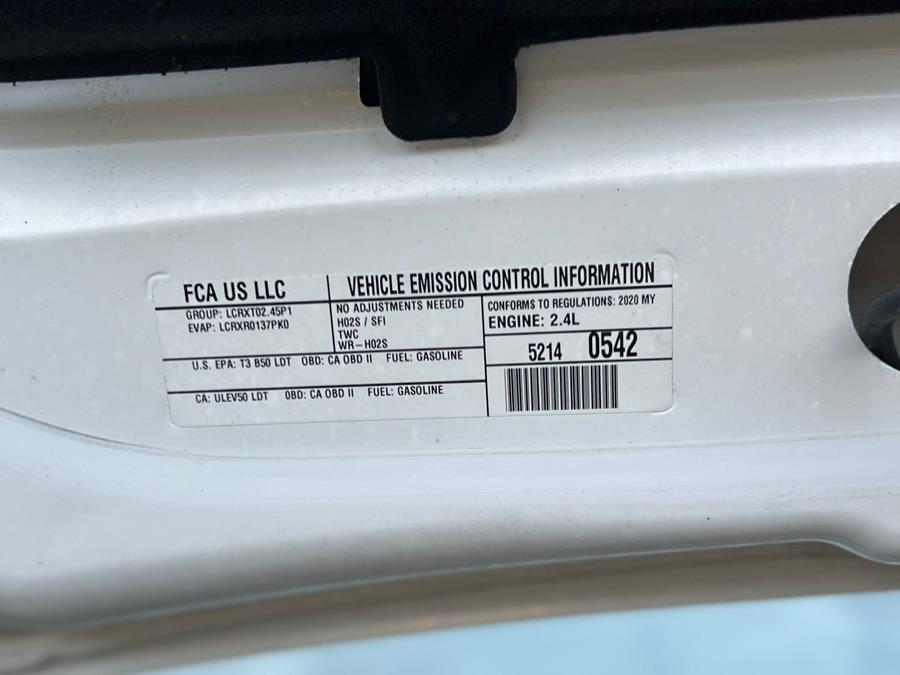 FCA US LLC
VEHICLE EMISSION CONTROL INFORMATION
GROUP: LCRXT02.45P1
EVAP: LCRXR0137PK0
NO ADJUSTMENTS NEEDED
H02S / SFI
TWC
WR-H02S
CONFORMS TO REGULATIONS: 2020 MY
ENGINE: 2.4L
U.S. EPA: T3 B50 LDT OBD: CA OBD II FUEL: GASOLINE
5214 0542
CA: ULEV50 LDT OBD: CA OBD II FUEL: GASOLINE